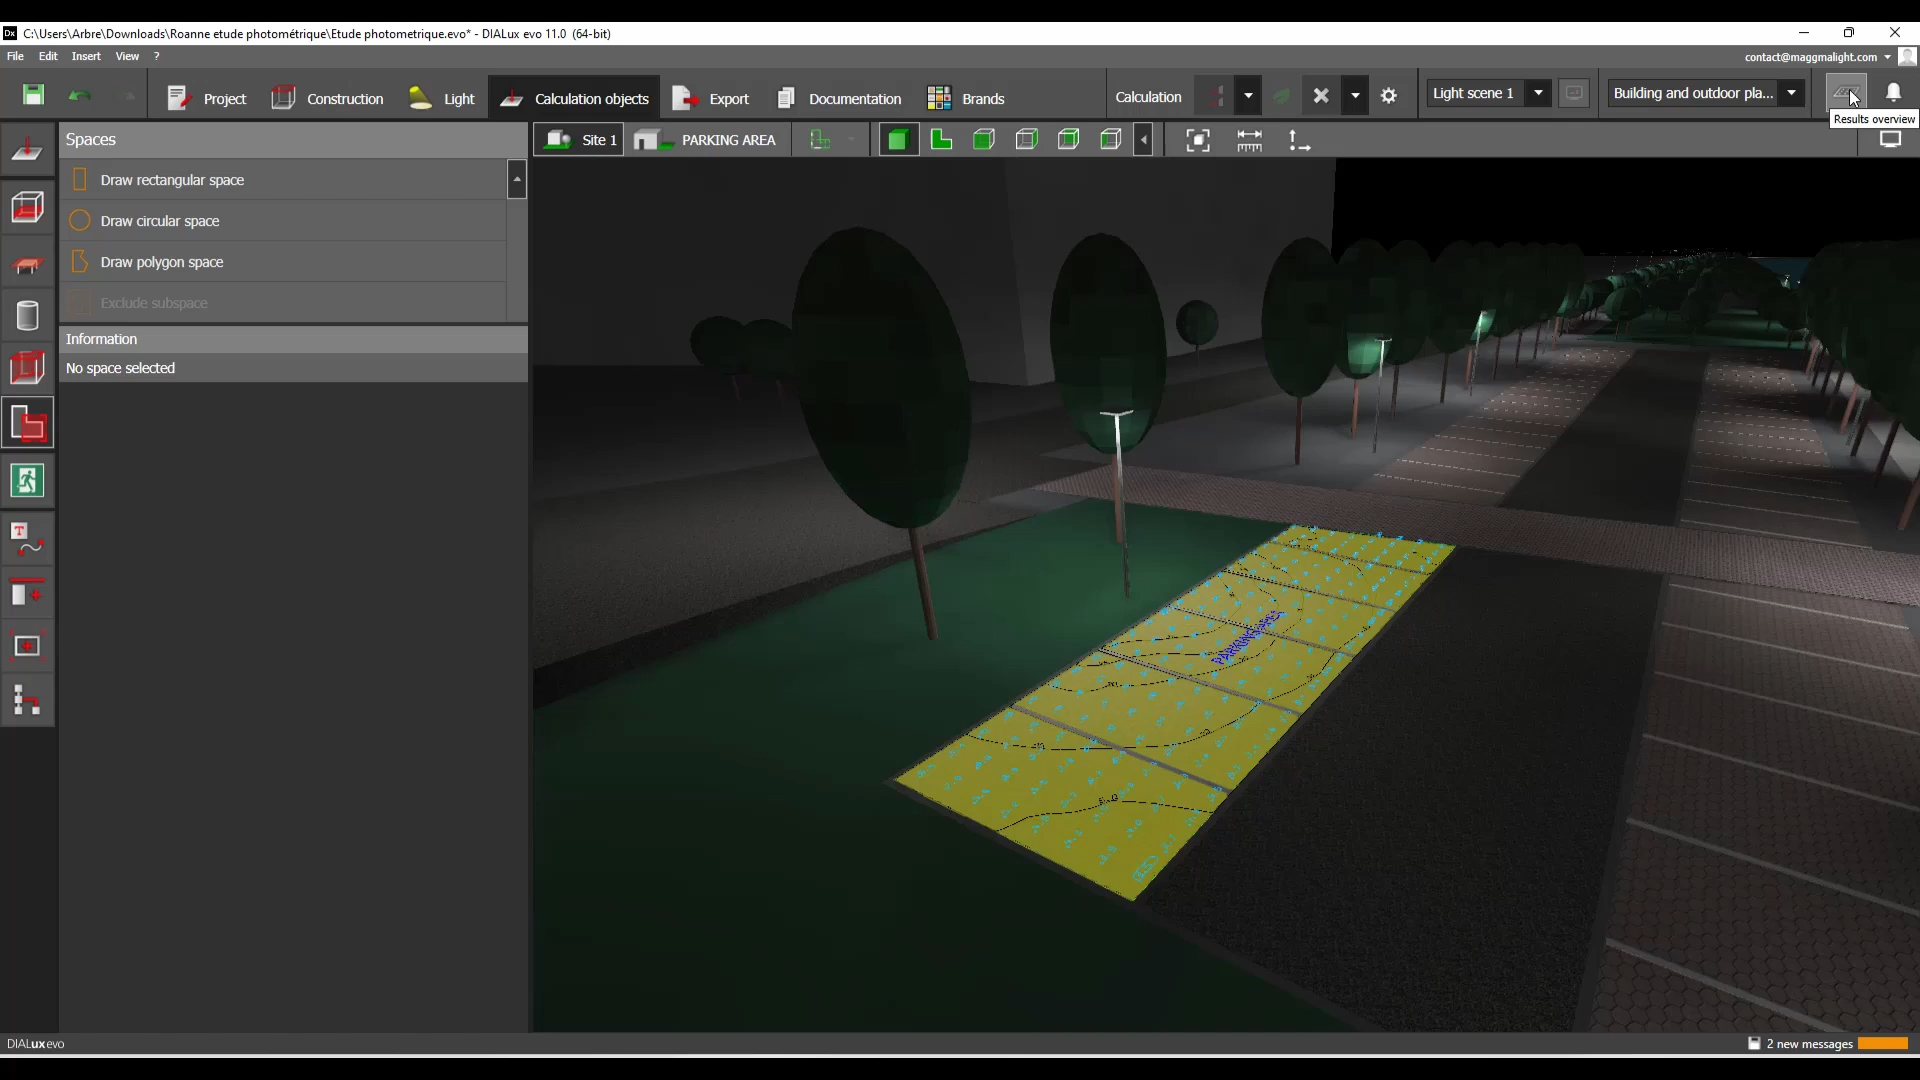 Dx C:\Users\Arbre\Downloads\Roanne etude photométrique\Etude photometrique.evo* - DIALux evo 11.0 (64-bit)
File Edit Insert View ?
contact@maggmalight.com
Project Construction Light Calculation objects Export Documentation Brands
Calculation Light scene 1 Building and outdoor pla...
Results overview
Spaces
Site 1 PARKING AREA
Draw rectangular space
Draw circular space
Draw polygon space
Exclude subspace
Information
No space selected
PARKING AREA
DIALux evo
2 new messages